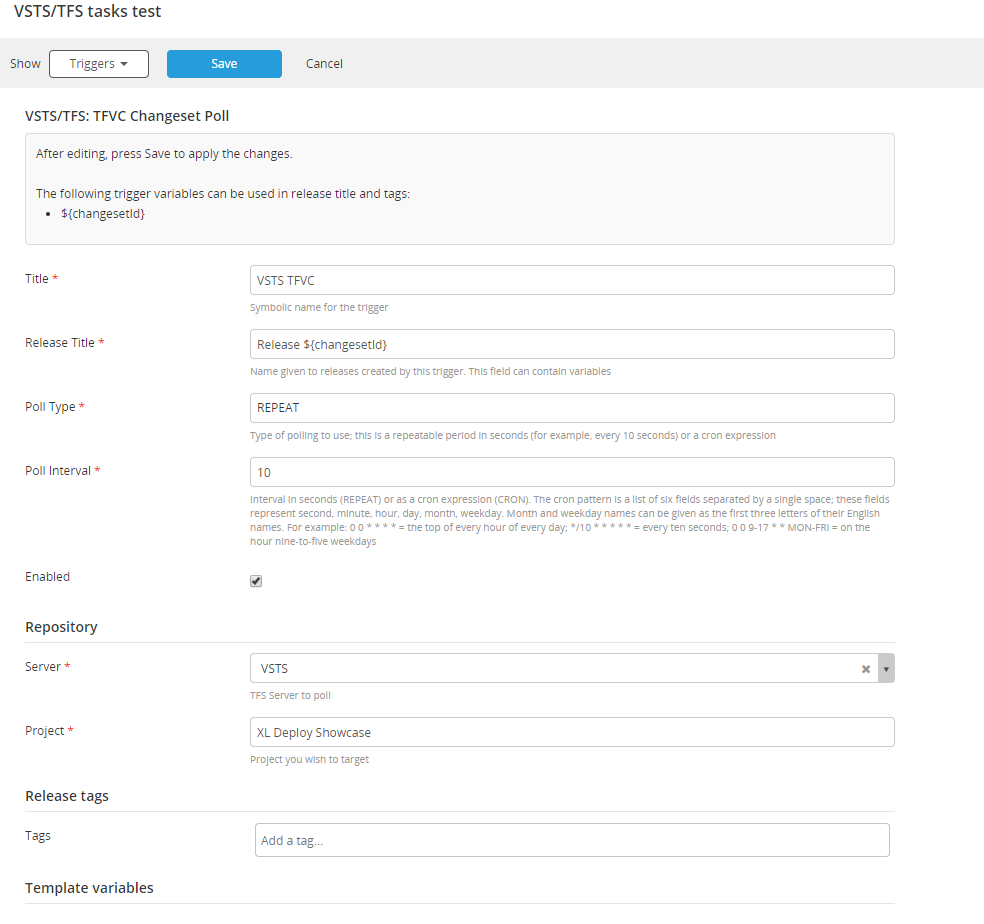 VSTS/TFS tasks test
Show Triggers Save Cancel
VSTS/TFS: TFVC Changeset Poll
After editing, press Save to apply the changes.
The following trigger variables can be used in release title and tags:
• ${changesetId}
Title * VSTS TFVC
Symbolic name for the trigger
Release Title * Release ${changesetId}
Name given to releases created by this trigger. This field can contain variables
Poll Type * REPEAT
Type of polling to use; this is a repeatable period in seconds (for example, every 10 seconds) or a cron expression
Poll Interval * 10
Interval in seconds (REPEAT) or as a cron expression (CRON). The cron pattern is a list of six fields separated by a single space; these fields
represent second, minute, hour, day, month, weekday. Month and weekday names can be given as the first three letters of their English
names. For example: 0 0 * * * * = the top of every hour of every day; */10 * * * * * = every ten seconds; 0 0 9-17 * * MON-FRI = on the
hour nine-to-five weekdays
Enabled
Repository
Server * VSTS
TFS Server to poll
Project * XL Deploy Showcase
Project you wish to target
Release tags
Tags Add a tag...
Template variables